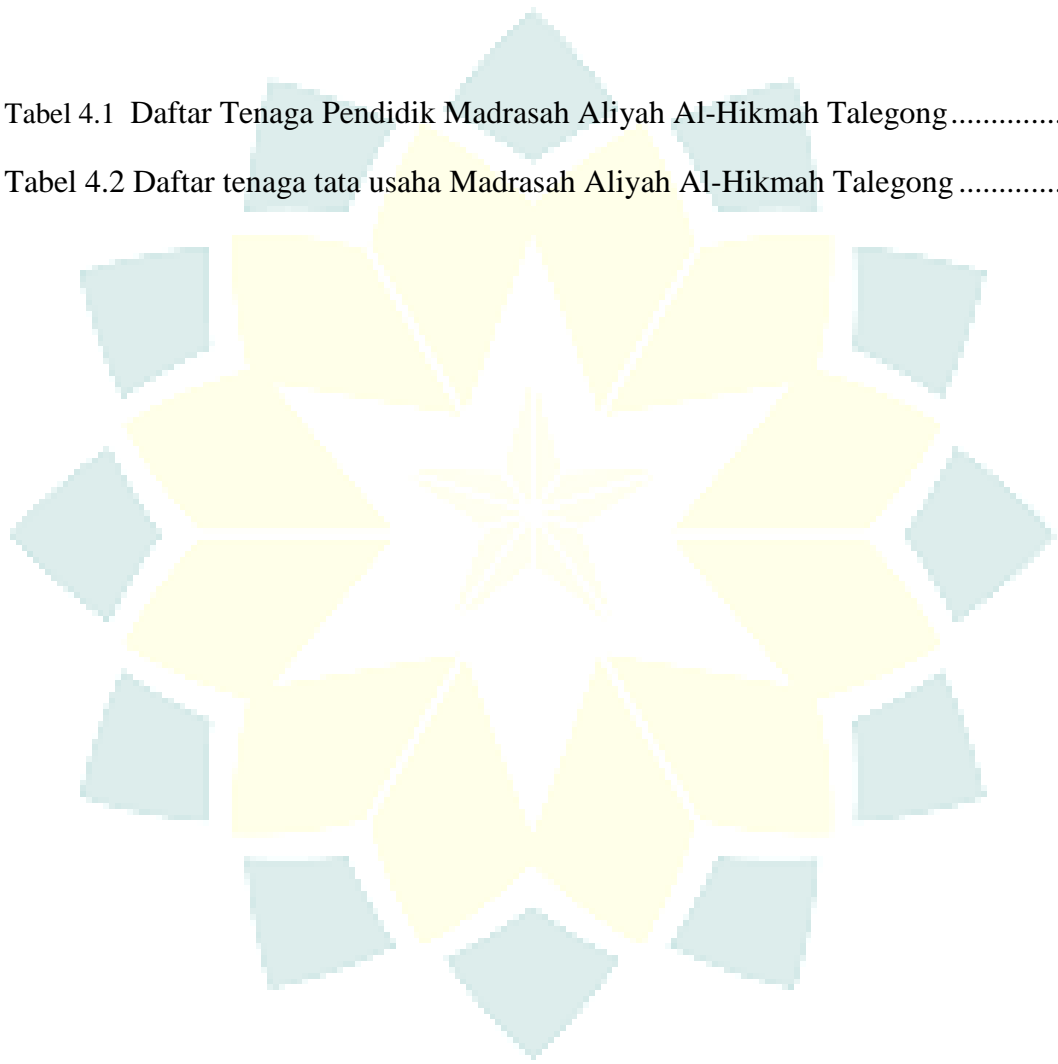 Tabel 4.1  Daftar Tenaga Pendidik Madrasah Aliyah Al-Hikmah Talegong.............
Tabel 4.2 Daftar tenaga tata usaha Madrasah Aliyah Al-Hikmah Talegong ............